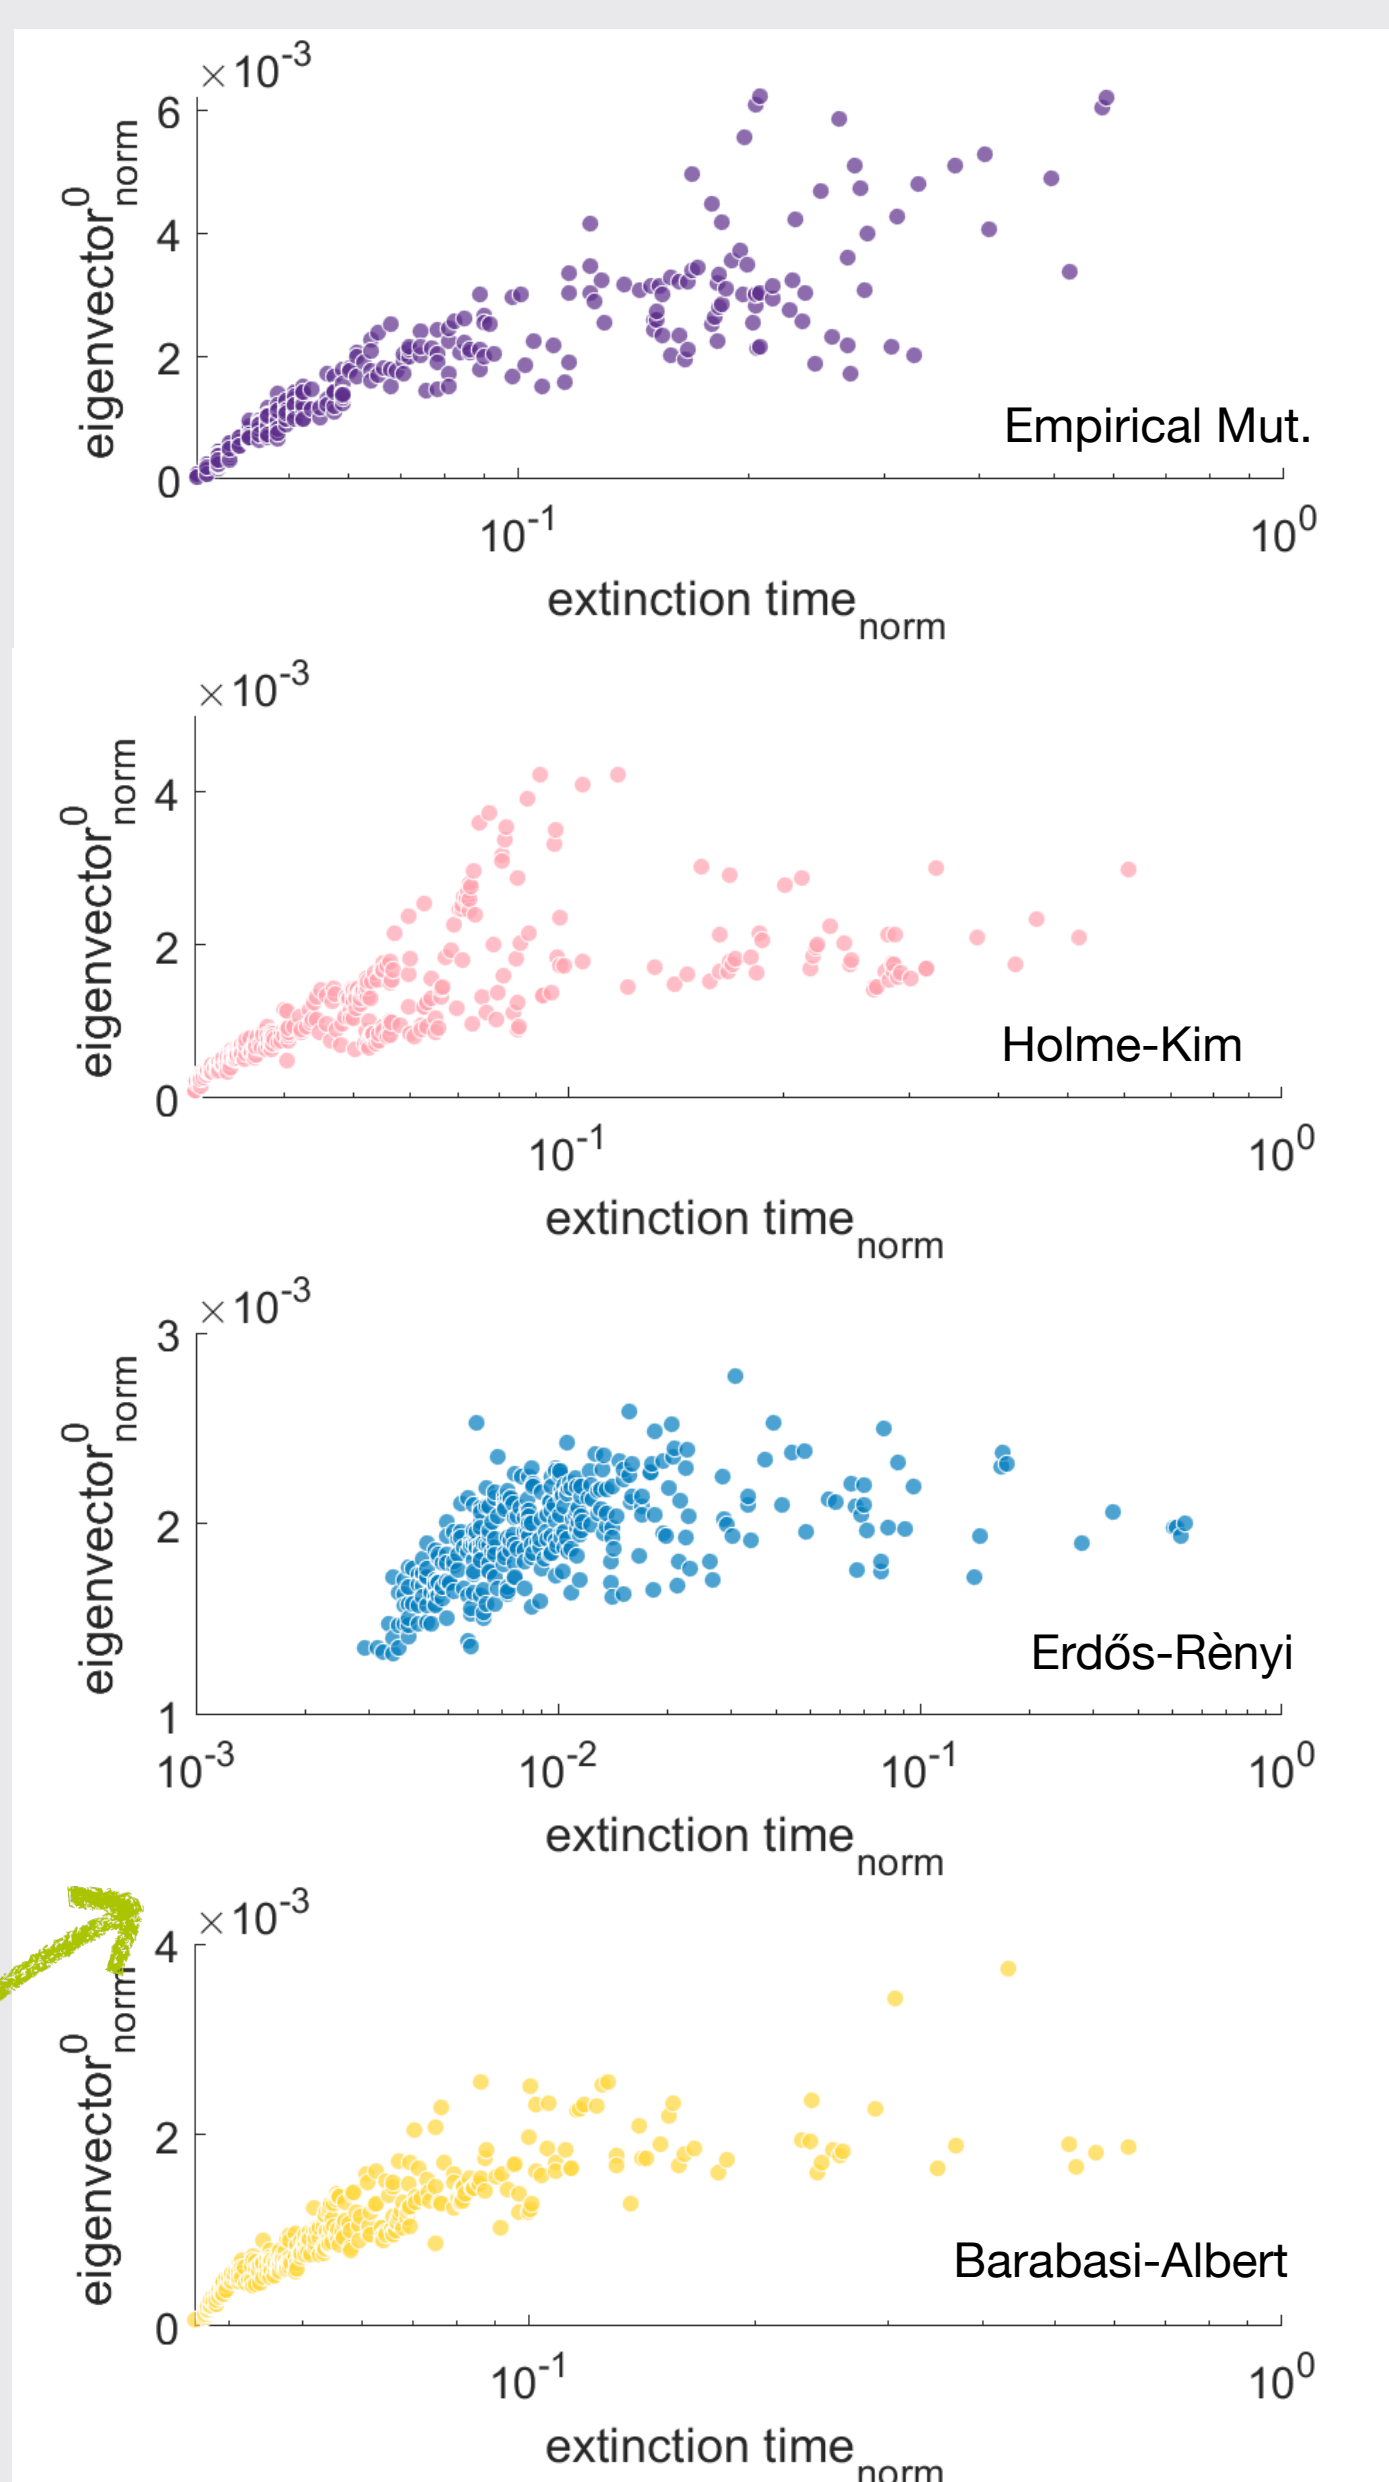 ×10-3
6
4
2
0
eigenvector0norm
Empirical Mut.
10-1 100
extinction timenorm
×10-3
4
2
0
eigenvector0norm
Holme-Kim
10-1 100
extinction timenorm
×10-3
3
2
1
eigenvector0norm
Erdős-Rènyi
10-3 10-2 10-1 100
extinction timenorm
×10-3
4
2
0
eigenvector0norm
Barabasi-Albert
10-1 100
extinction timenorm